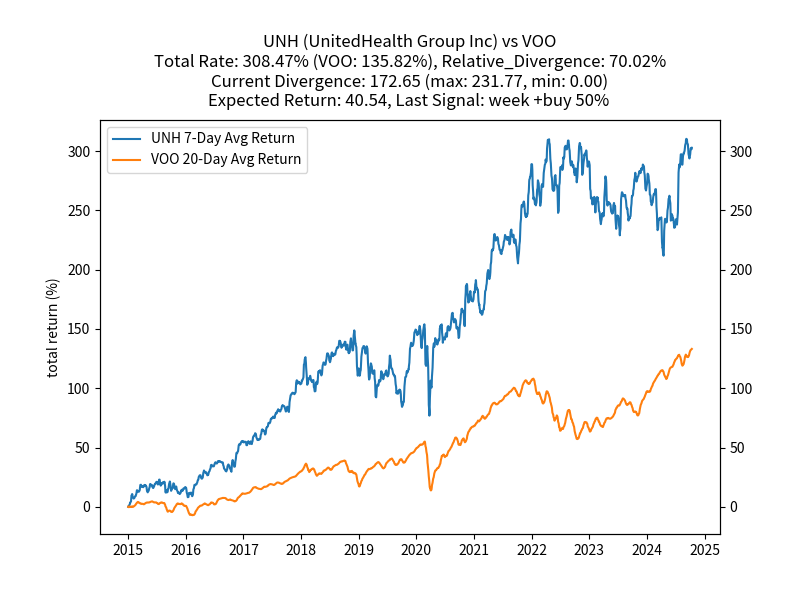 UNH (UnitedHealth Group Inc) vs VOO
Total Rate: 308.47% (VOO: 135.82%), Relative_Divergence: 70.02%
Current Divergence: 172.65 (max: 231.77, min: 0.00)
Expected Return: 40.54, Last Signal: week +buy 50%
UNH 7-Day Avg Return
VOO 20-Day Avg Return
total return (%)
300
250
200
150
100
50
0
300
250
200
150
100
50
0
2015 2016 2017 2018 2019 2020 2021 2022 2023 2024 2025